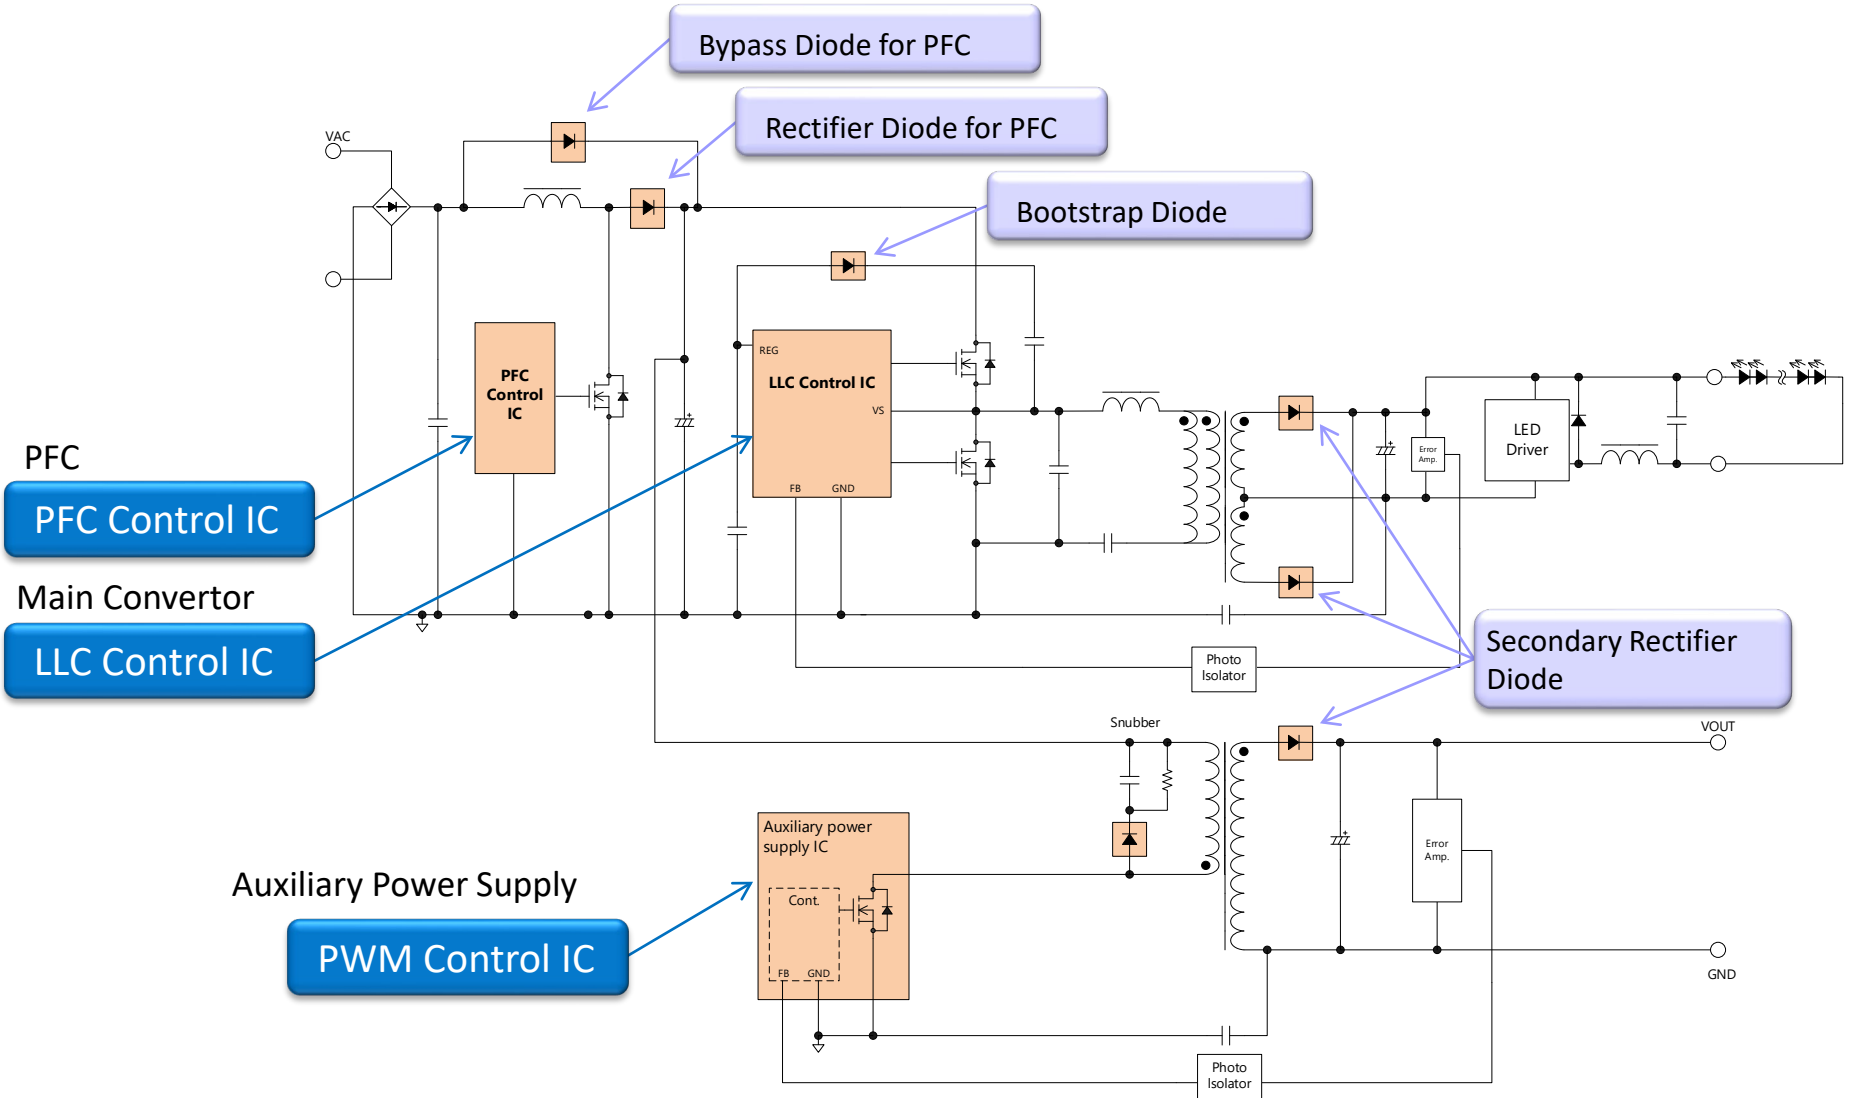 Bypass Diode for PFC
Rectifier Diode for PFC
VAC
Bootstrap Diode
REG
LLC Control IC
VS
FB GND
PFC
Control
IC
PFC
PFC Control IC
Main Convertor
LLC Control IC
LED
Driver
Error
Amp.
Photo
Isolator
Secondary Rectifier
Diode
Snubber
VOUT
Auxiliary power
supply IC
Cont.
FB GND
Error
Amp.
Auxiliary Power Supply
PWM Control IC
GND
Photo
Isolator